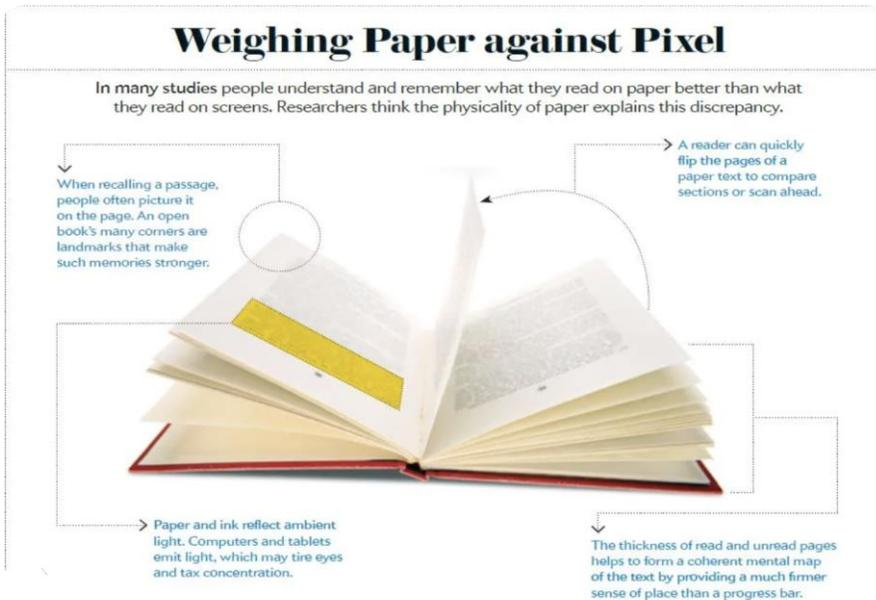 Weighing Paper against Pixel
In many studies people understand and remember what they read on paper better than what
they read on screens. Researchers think the physicality of paper explains this discrepancy.
When recalling a passage,
people often picture it
on the page. An open
book's many corners are
landmarks that make
such memories stronger.
A reader can quickly
flip the pages of a
paper text to compare
sections or scan ahead.
Paper and ink reflect ambient
light. Computers and tablets
emit light, which may tire eyes
and tax concentration.
The thickness of read and unread pages
helps to form a coherent mental map
of the text by providing a much firmer
sense of place than a progress bar.